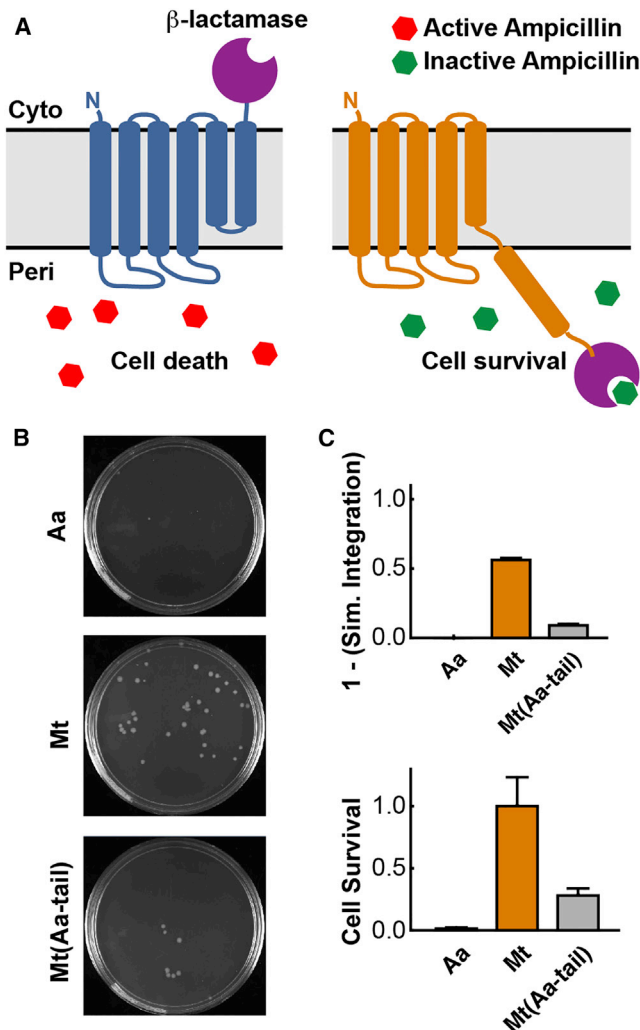 A
β-lactamase
Active Ampicillin
Inactive Ampicillin
N
N
Cyto
Peri
Cell death
Cell survival
B
Aa
Mt
Mt(Aa-tail)
C
1 - (Sim. Integration)
1.0
0.5
0.0
Aa
Mt
Mt(Aa-tail)
Cell Survival
1.0
0.5
0.0
Aa
Mt
Mt(Aa-tail)